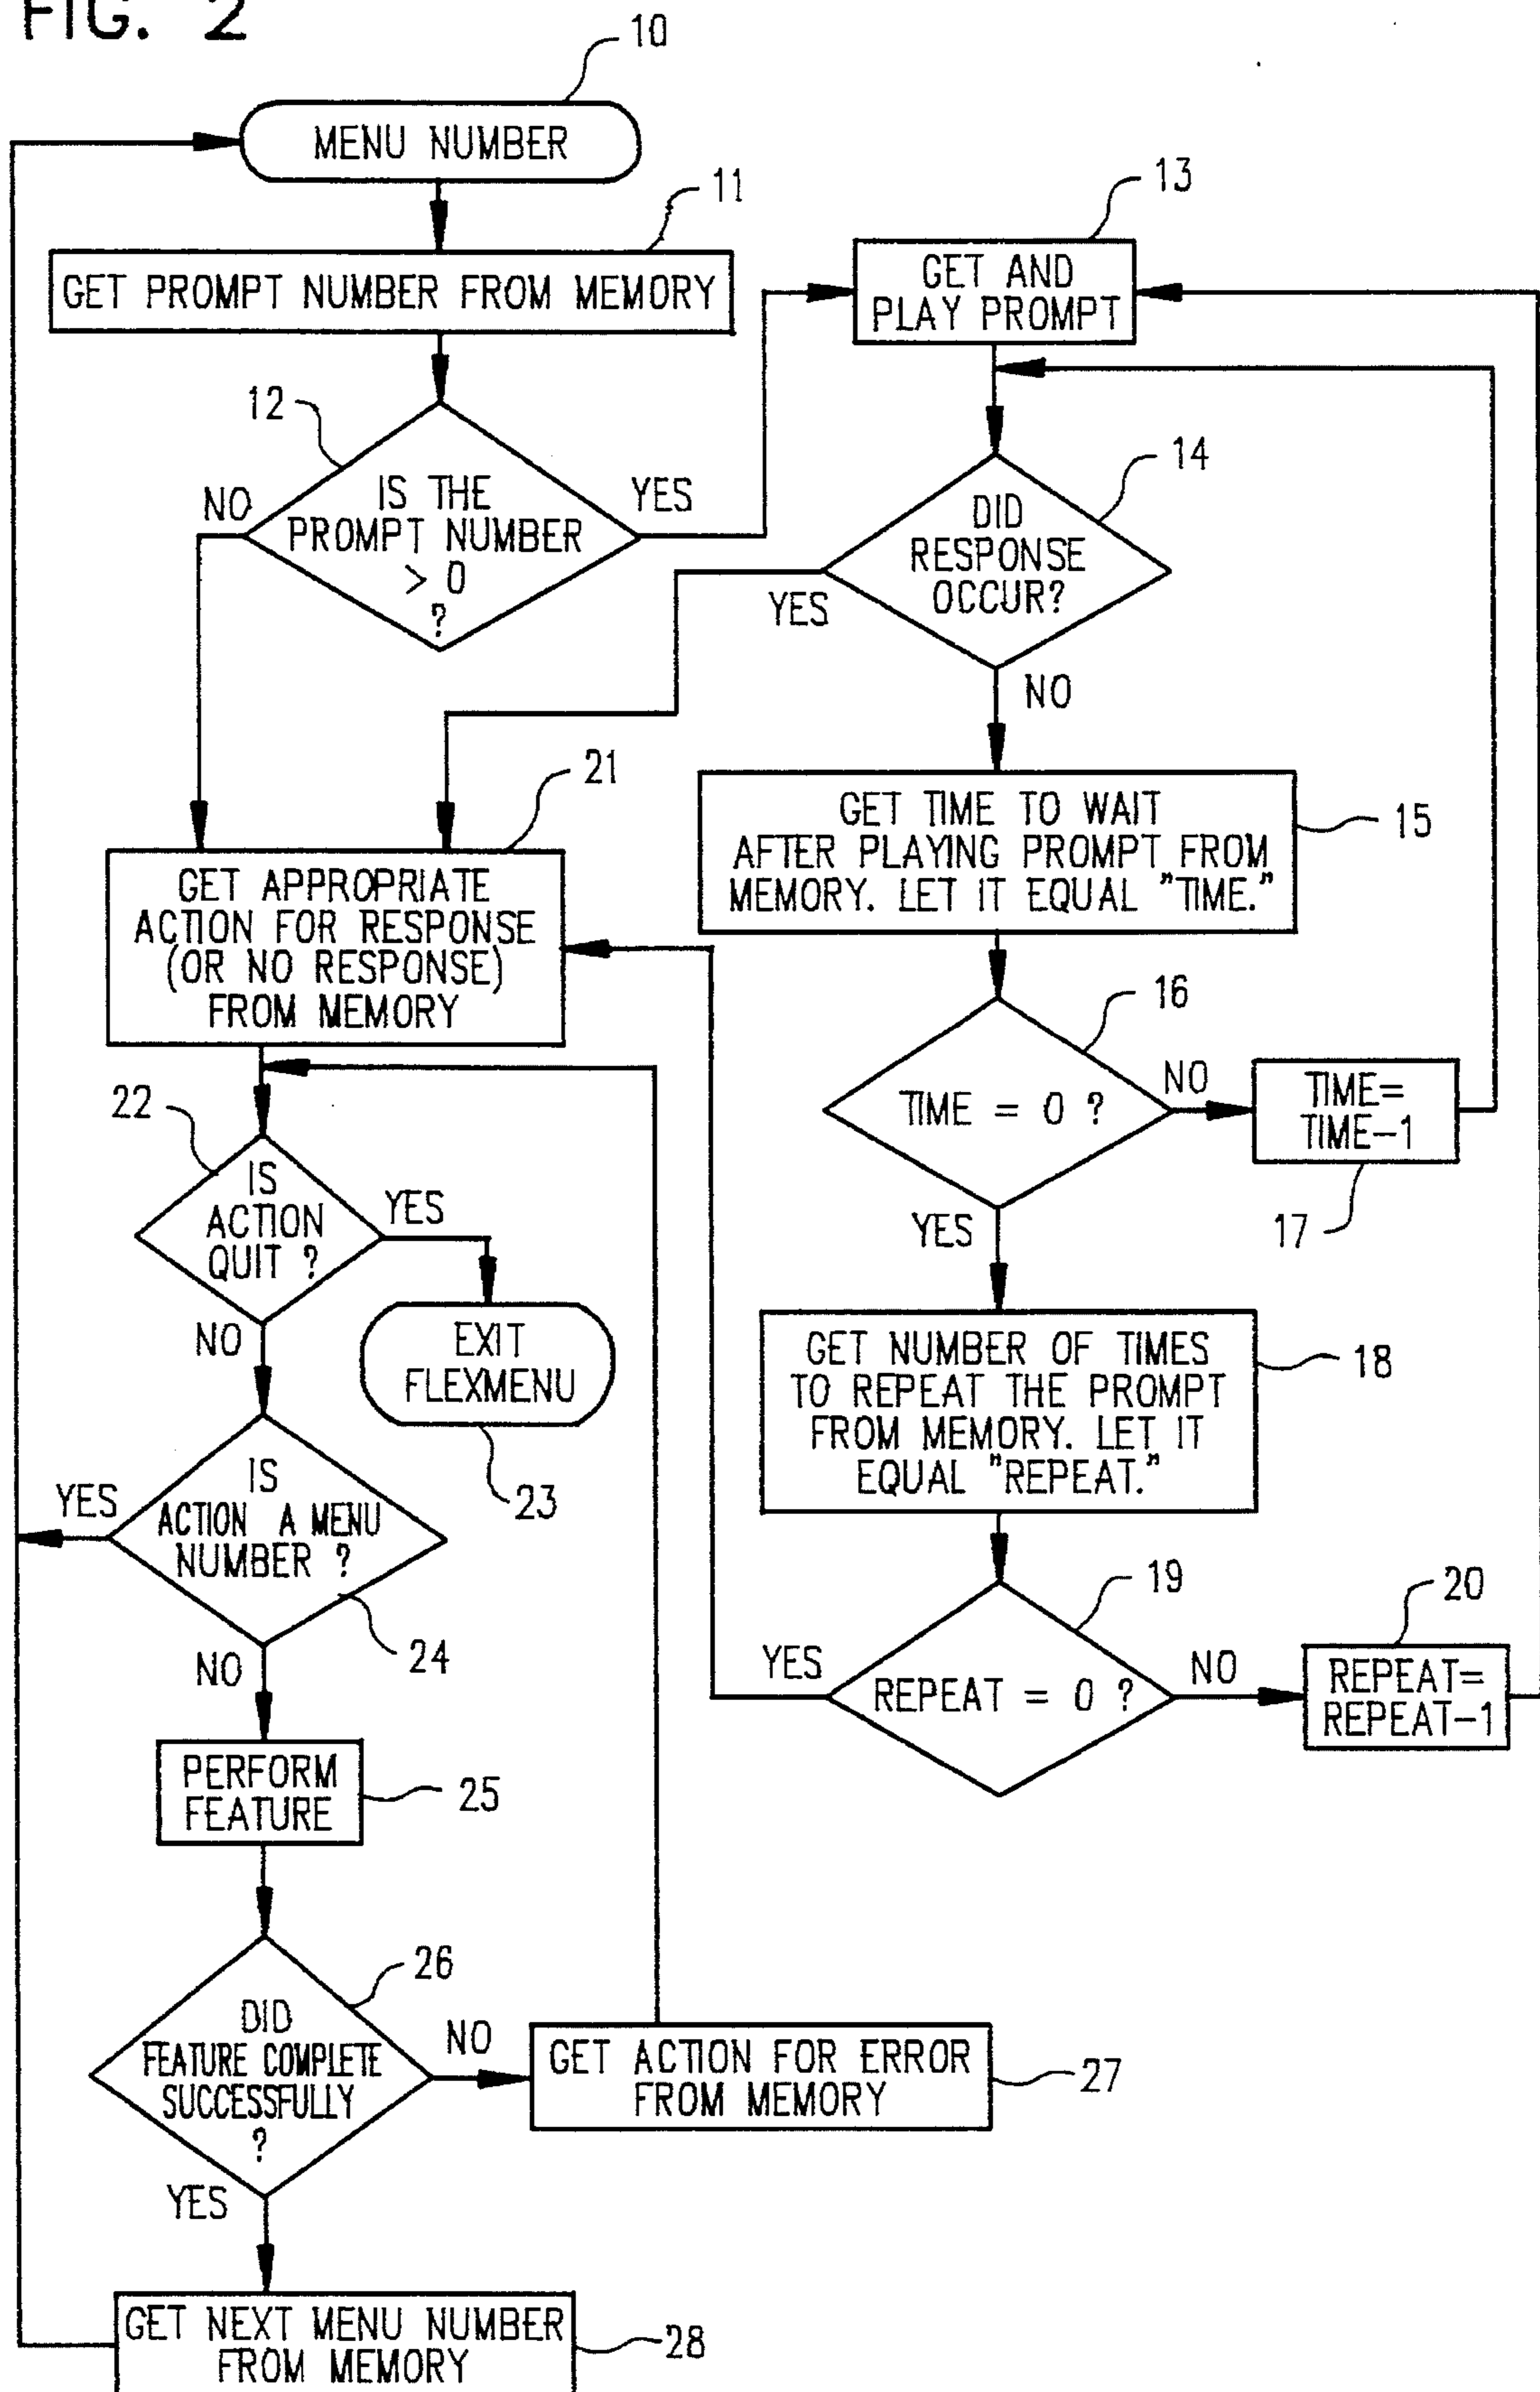 FIG. 2
10
MENU NUMBER
11
GET PROMPT NUMBER FROM MEMORY
12
IS THE
PROMPT NUMBER
> 0
?
NO
YES
13
GET AND
PLAY PROMPT
14
DID
RESPONSE
OCCUR?
YES
NO
15
GET TIME TO WAIT
AFTER PLAYING PROMPT FROM
MEMORY. LET IT EQUAL "TIME."
16
TIME = 0 ?
NO
YES
TIME=
TIME-1
17
18
GET NUMBER OF TIMES
TO REPEAT THE PROMPT
FROM MEMORY. LET IT
EQUAL "REPEAT."
19
REPEAT = 0 ?
YES
NO
20
REPEAT=
REPEAT-1
21
GET APPROPRIATE
ACTION FOR RESPONSE
(OR NO RESPONSE)
FROM MEMORY
22
IS
ACTION
QUIT ?
YES
NO
EXIT
FLEXMENU
23
IS
ACTION A MENU
NUMBER ?
YES
24
NO
PERFORM
FEATURE
25
26
DID
FEATURE COMPLETE
SUCCESSFULLY
?
NO
YES
GET ACTION FOR ERROR
FROM MEMORY
27
GET NEXT MENU NUMBER
FROM MEMORY
28